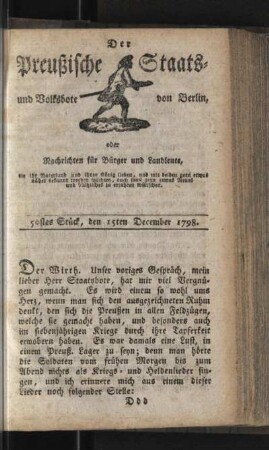 Der
Preußische Staats-
und Volksbote von Berlin,
oder
Nachrichten für Bürger und Landleute,
die ihr Vaterland und ihren König lieben, und mit beiden gern etwas
näher bekannt werden möchten, auch sonst gern etwas Neues
und Nützliches zu erfahren wünschen.
50stes Stück, den 15ten December 1798.
Der Wirth. Unser voriges Gespräch, mein
lieber Herr Staatsbote, hat mir viel Vergnü-
gen gemacht. Es wird einem so wohl ums
Herz, wenn man sich den ausgezeichneten Ruhm
denkt, den sich die Preußen in allen Feldzügen,
welche sie gemacht haben, und besonders auch
im siebenjährigen Kriege durch ihre Tapferkeit
erworben haben. Es war damals eine Lust, in
einem Preuß. Lager zu seyn; denn man hörte
die Soldaten vom frühen Morgen bis zum
Abend nichts als Kriegs- und Heldenlieder sin-
gen, und ich erinnere mich aus einem dieser
Lieder noch folgender Stelle:
Ddd